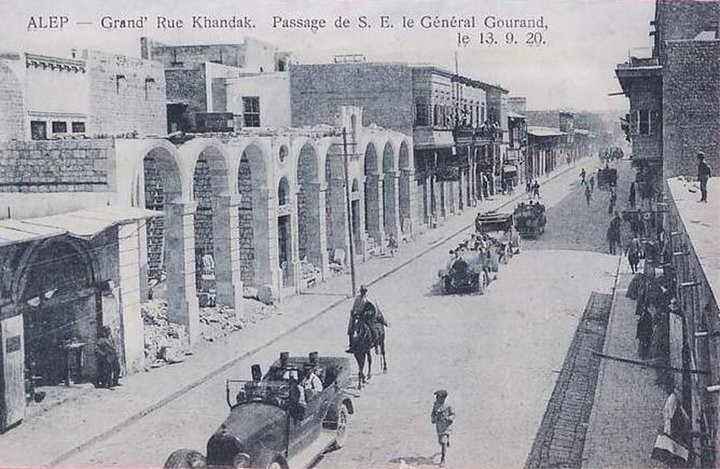 ALEP — Grand' Rue Khandak. Passage de S. E. le Général Gourand,
le 13. 9. 20.